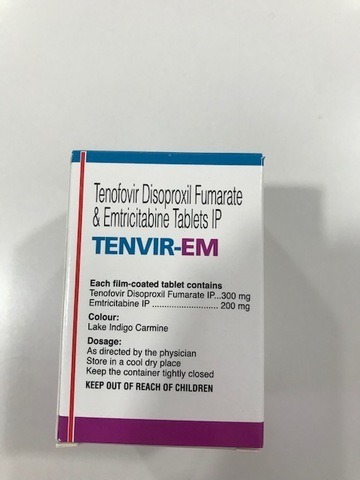 Tenofovir Disoproxil Fumarate
& Emtricitabine Tablets IP
TENVIR-EM
Each film-coated tablet contains
Tenofovir Disoproxil Fumarate IP...300 mg
Emtricitabine IP ............................ 200 mg
Colour:
Lake Indigo Carmine
Dosage:
As directed by the physician
Store in a cool dry place
Keep the container tightly closed
KEEP OUT OF REACH OF CHILDREN